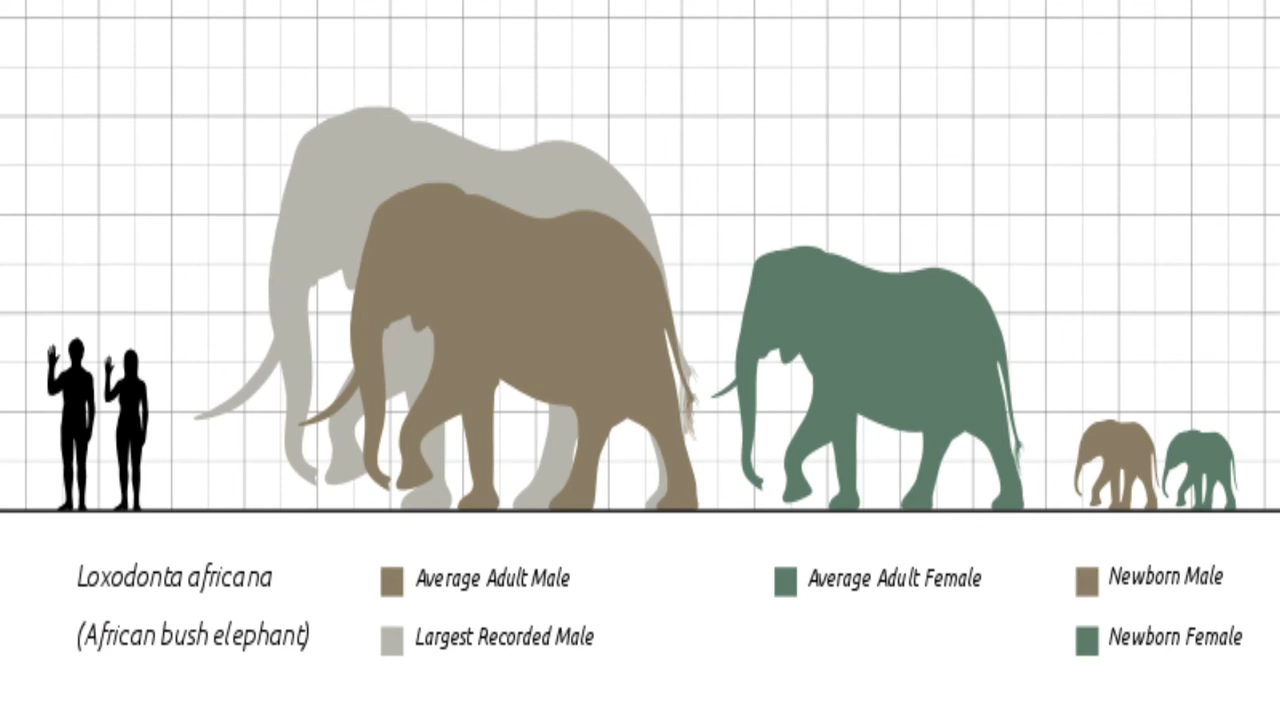 Loxodonta africana
(African bush elephant)
Average Adult Male
Largest Recorded Male
Average Adult Female
Newborn Male
Newborn Female